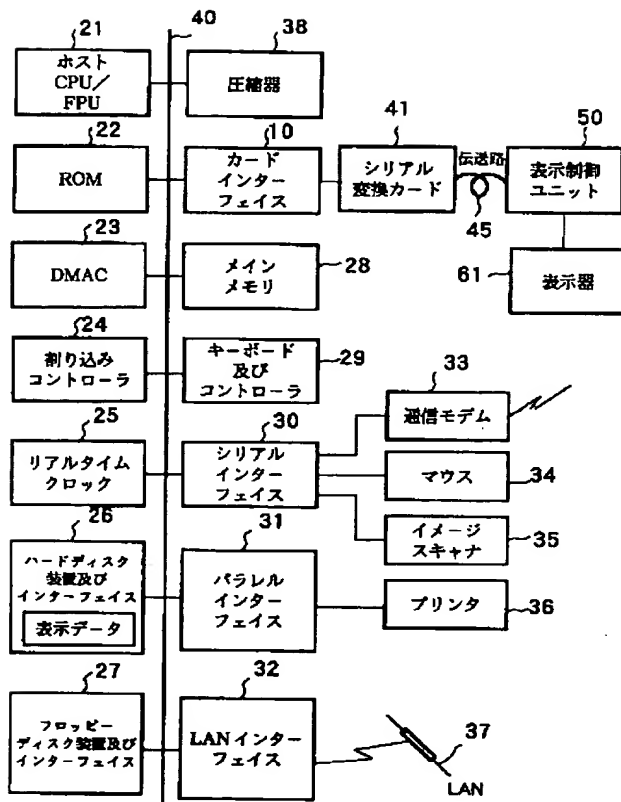 21
40
38
ホスト
CPU/
FPU
圧縮器
22
10
41
50
ROM
カード
インター
フェイス
シリアル
変換カード
伝送路
45
表示制御
ユニット
23
DMAC
メイン
メモリ
28
61
表示器
24
割り込み
コントローラ
キーボード
及び
コントローラ
29
33
通信モデム
25
リアルタイム
クロック
30
シリアル
インター
フェイス
マウス
34
26
ハードディスク
装置及び
インターフェイス
表示データ
31
パラレル
インター
フェイス
イメージ
スキャナ
35
プリンタ
36
27
フロッピー
ディスク装置及び
インターフェイス
32
LANインター
フェイス
37
LAN